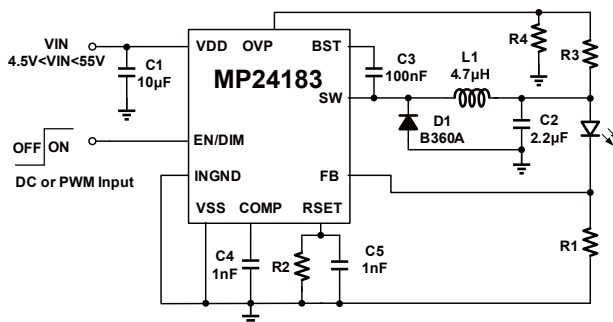 VIN
4.5V<VIN<55V
C1
10µF
VDD
OVP
BST
MP24183
SW
EN/DIM
INGND
FB
VSS
COMP
RSET
C3
100nF
L1
4.7µH
R4
R3
D1
B360A
C2
2.2µF
OFF
ON
DC or PWM Input
C4
1nF
R2
C5
1nF
R1